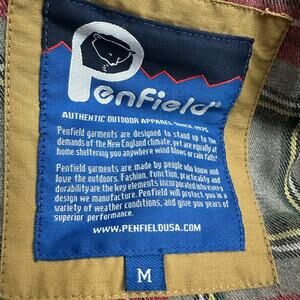 Penfield
AUTHENTIC OUTDOOR APPAREL SINCE 1975
Penfield garments are designed to stand up to the
demands of the New England climate, yet are equally at
home sheltering you anywhere wind blows or rain falls!
Penfield garments are made by people who know and
love the outdoors. Fashion, function, practicality and
durability are the key elements incorporated into every
design we manufacture. Penfield will protect you in a
variety of weather conditions, and give you years of
superior performance.
WWW.PENFIELDUSA.COM
M